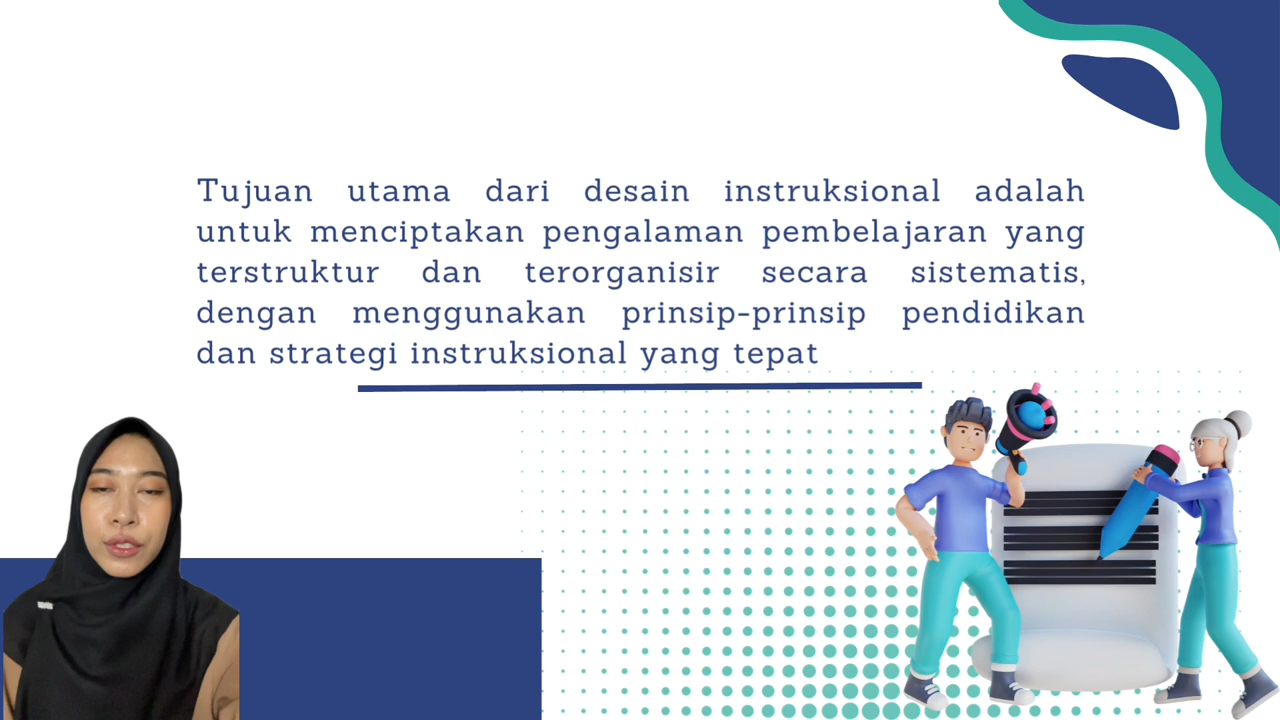 Tujuan utama dari desain instruksional adalah
untuk menciptakan pengalaman pembelajaran yang
terstruktur dan terorganisir secara sistematis,
dengan menggunakan prinsip-prinsip pendidikan
dan strategi instruksional yang tepat